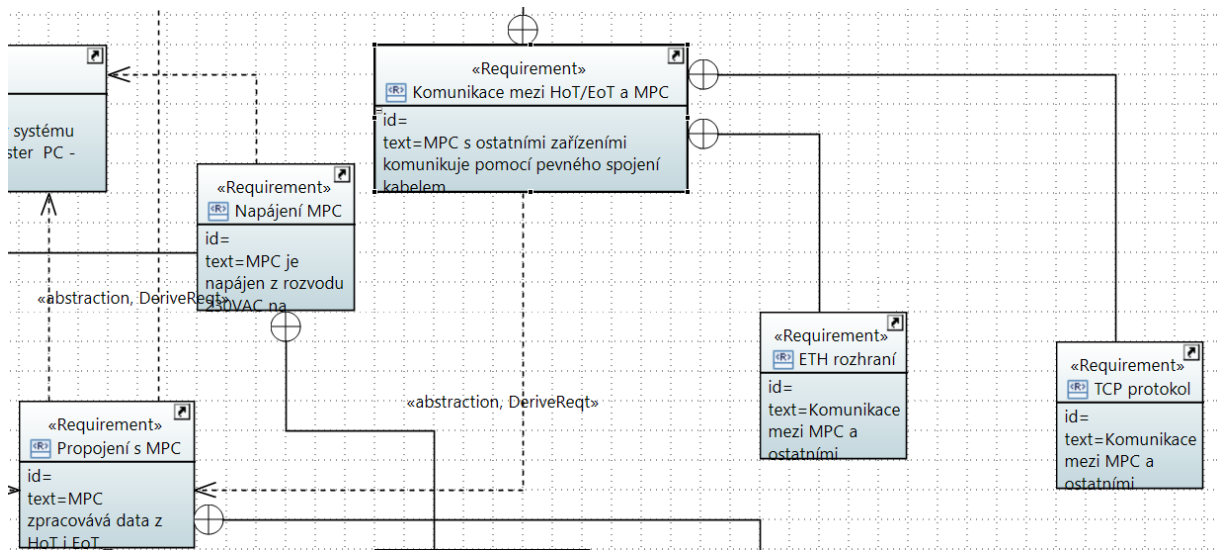 systému
ster PC -
«Requirement»
Komunikace mezi HoT/EoT a MPC
id=
text=MPC s ostatními zařízeními
komunikuje pomocí pevného spojení
kabelem
«Requirement»
Napájení MPC
id=
text=MPC je
napájen z rozvodu
230VAC na
«abstraction, DeriveReqt»
«Requirement»
ETH rozhraní
id=
text=Komunikace
mezi MPC a
ostatními
«Requirement»
TCP protokol
id=
text=Komunikace
mezi MPC a
ostatními
«abstraction, DeriveReqt»
«Requirement»
Propojení s MPC
id=
text=MPC
zpracovává data z
HoT i EoT